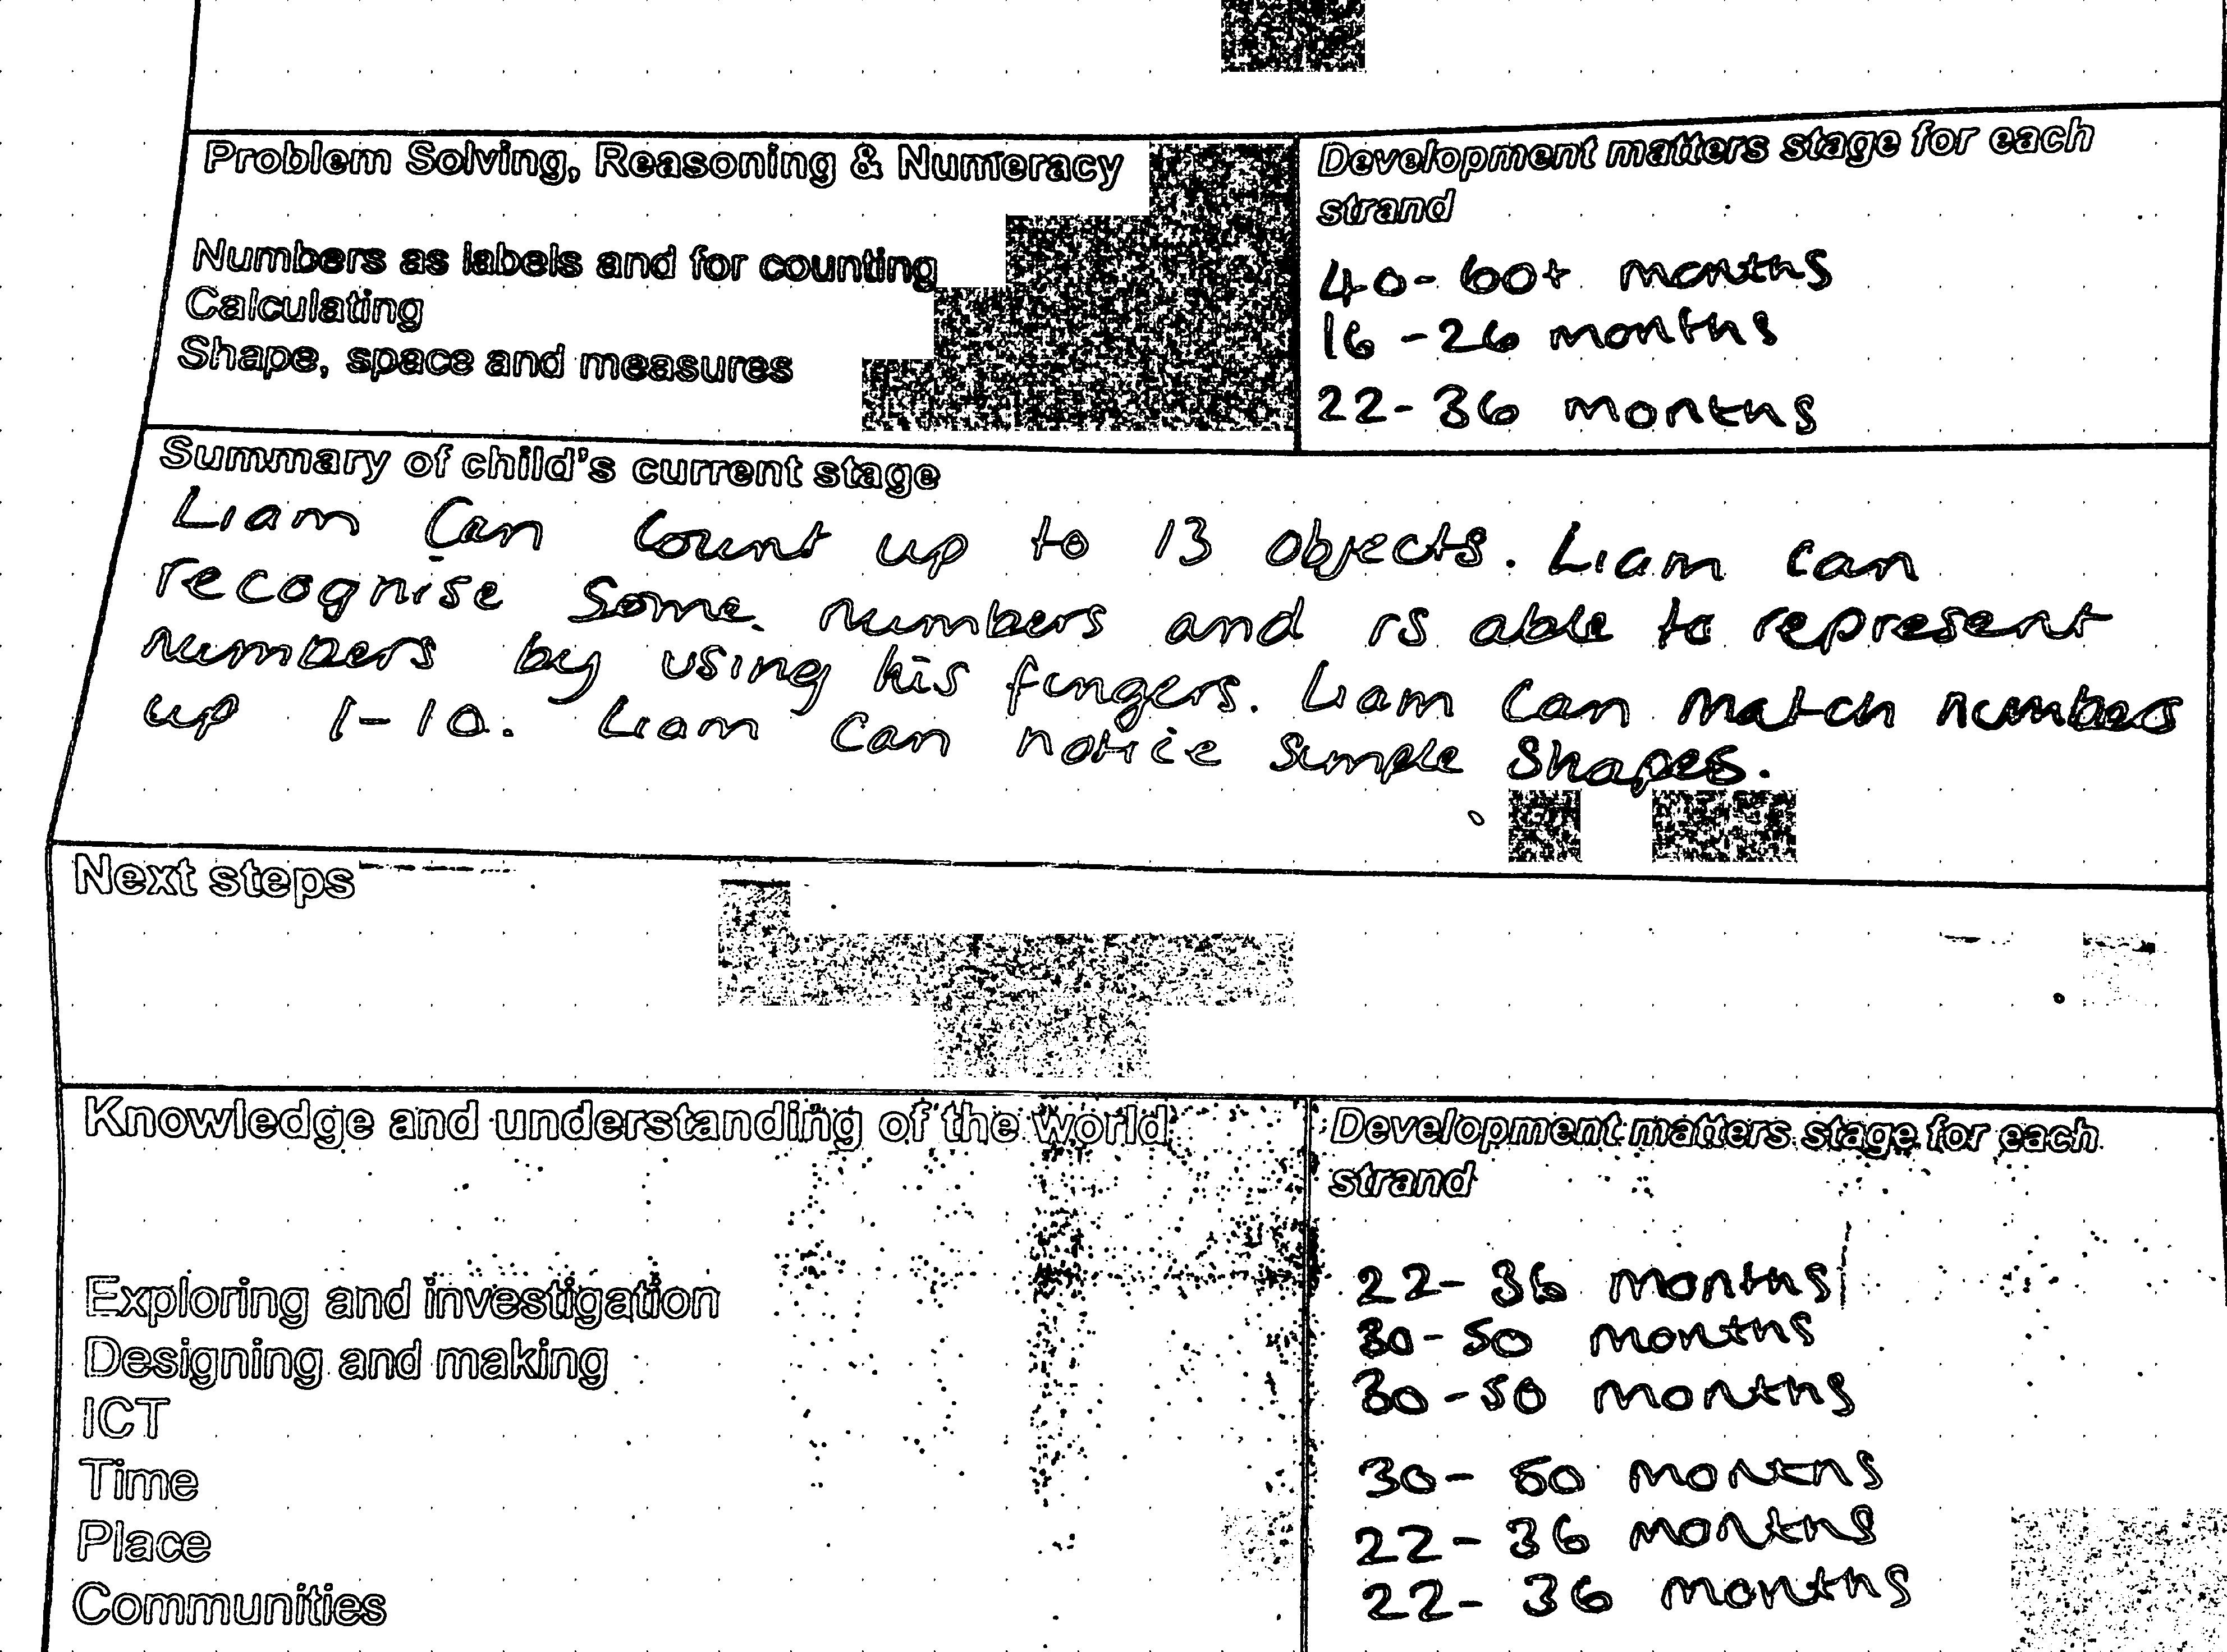 Problem Solving, Reasoning & Numeracy
Development matters stage for each
strand
Numbers as labels and for counting
40-60+ months
Calculating
16-26 months
Shape, space and measures
22-36 months
Summary of child's current stage
Liam Can Count up to 13 objects. Liam can
recognise Some numbers and is able to represent
numbers by using his fingers. Liam Can match numbers
up 1-10. Liam can notice simple shapes.
Next steps
Knowledge and understanding of the world
Development matters stage for each
strand
Exploring and investigation
22-36 months
Designing and making
30-50 months
ICT
30-50 months
Time
30-50 months
Place
22-36 months
Communities
22-36 months